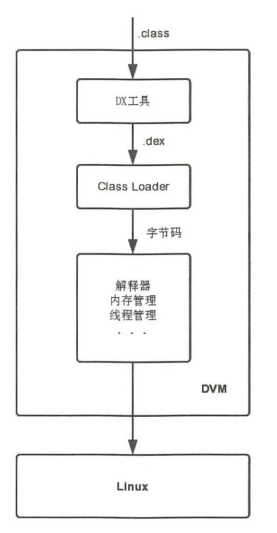 .class
DX工具
.dex
Class Loader
字节码
解释器
内存管理
线程管理
· · ·
DVM
Linux